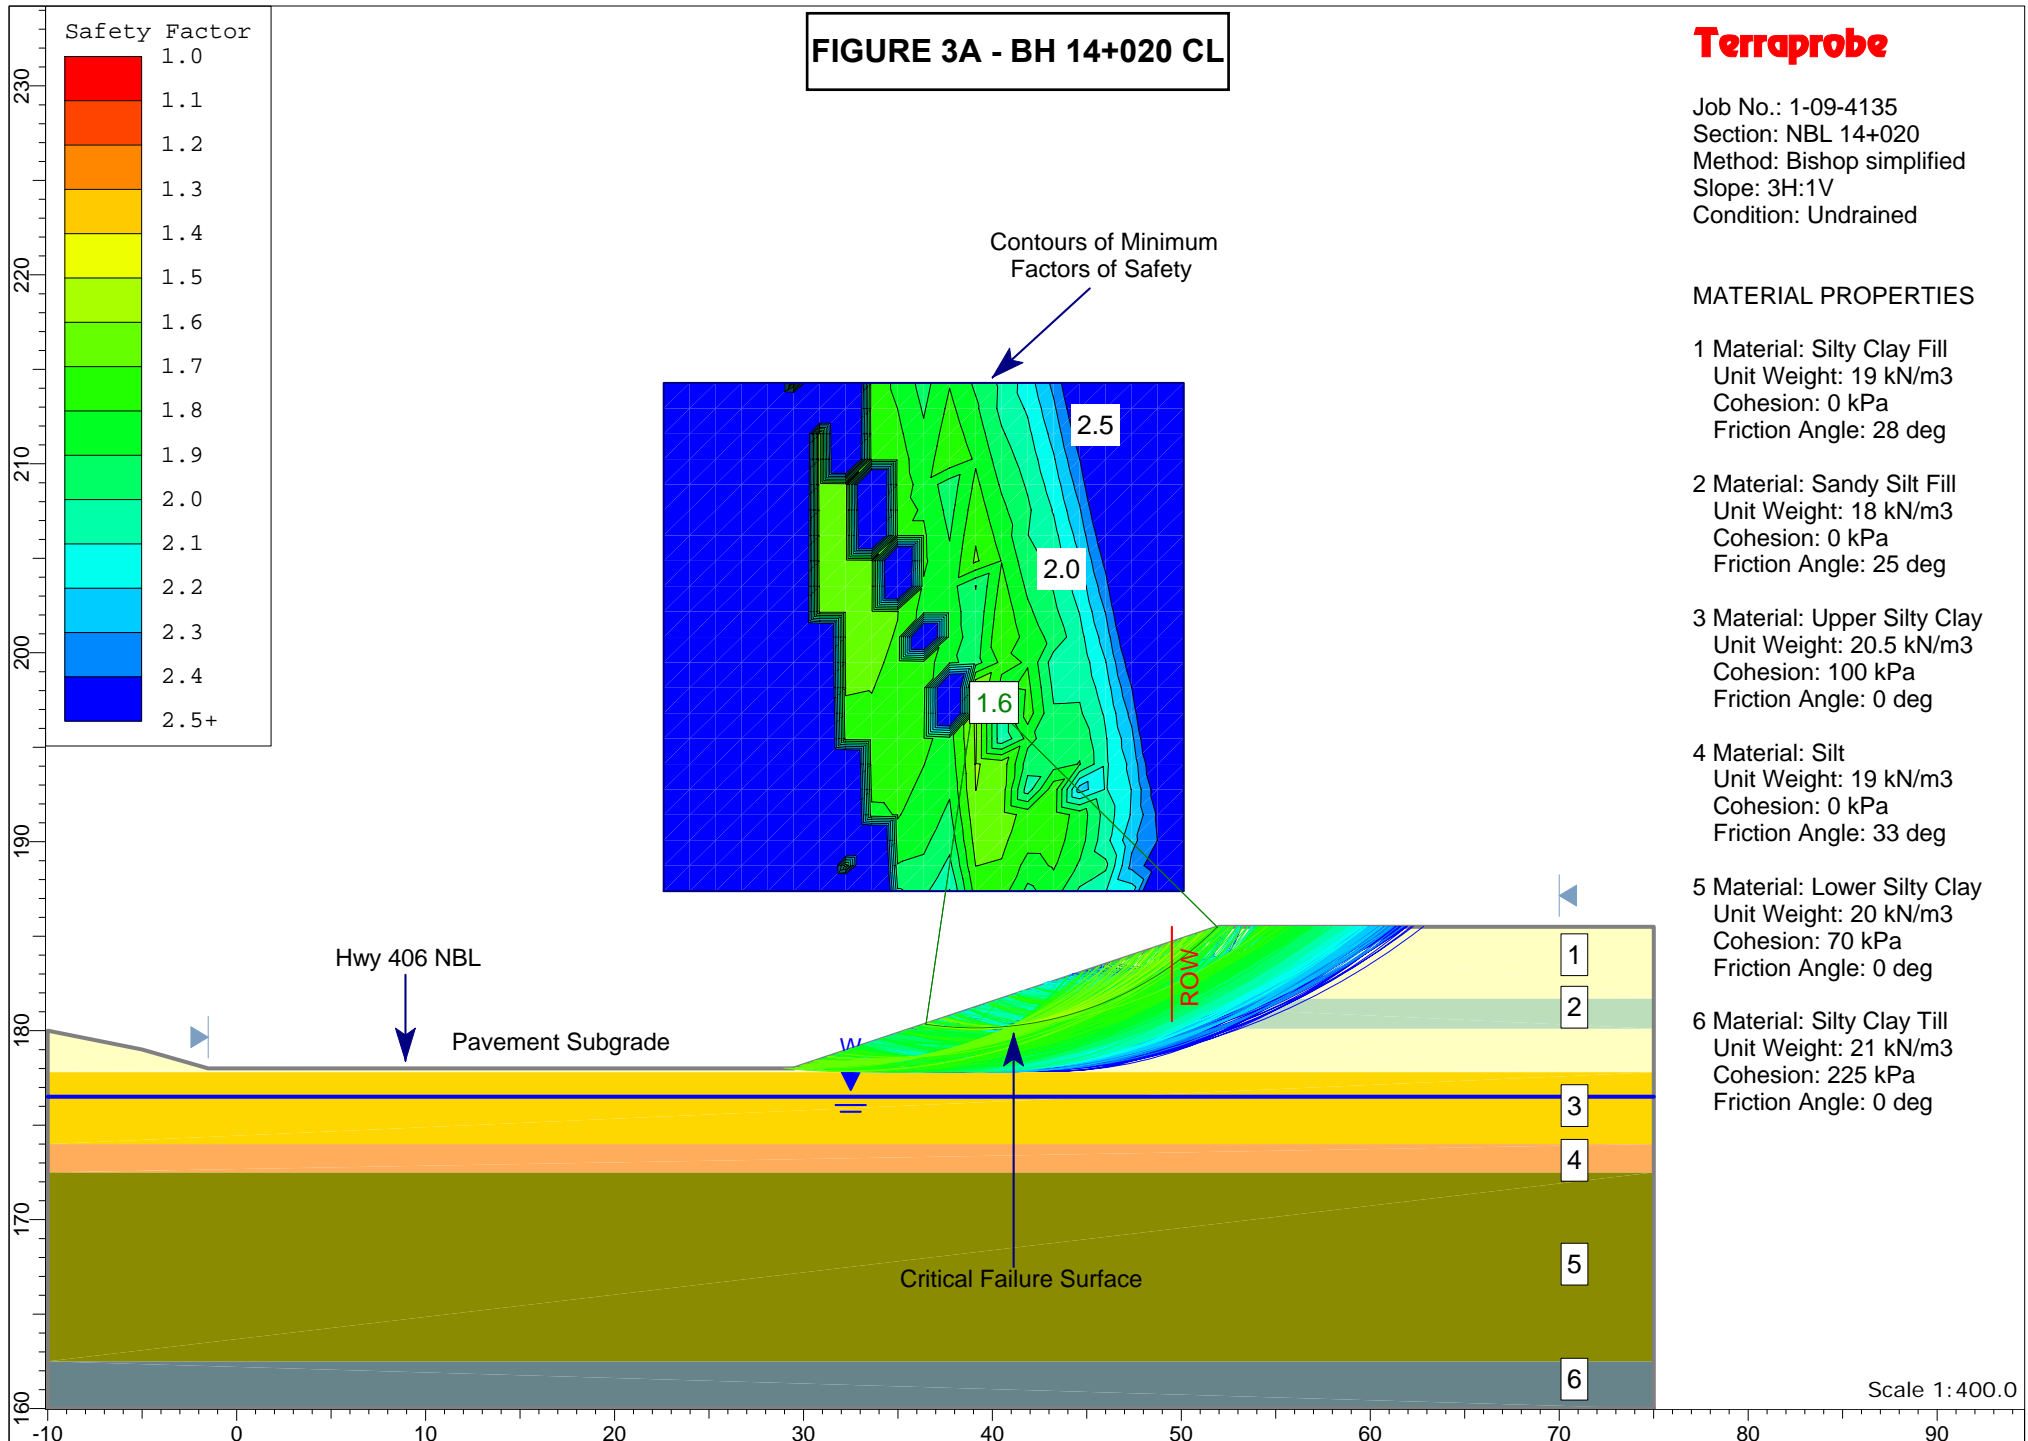 Safety Factor
1.0
1.1
1.2
1.3
1.4
1.5
1.6
1.7
1.8
1.9
2.0
2.1
2.2
2.3
2.4
2.5+
FIGURE 3A - BH 14+020 CL
Terraprobe
Job No.: 1-09-4135
Section: NBL 14+020
Method: Bishop simplified
Slope: 3H:1V
Condition: Undrained
MATERIAL PROPERTIES
1 Material: Silty Clay Fill
Unit Weight: 19 kN/m3
Cohesion: 0 kPa
Friction Angle: 28 deg
2 Material: Sandy Silt Fill
Unit Weight: 18 kN/m3
Cohesion: 0 kPa
Friction Angle: 25 deg
3 Material: Upper Silty Clay
Unit Weight: 20.5 kN/m3
Cohesion: 100 kPa
Friction Angle: 0 deg
4 Material: Silt
Unit Weight: 19 kN/m3
Cohesion: 0 kPa
Friction Angle: 33 deg
5 Material: Lower Silty Clay
Unit Weight: 20 kN/m3
Cohesion: 70 kPa
Friction Angle: 0 deg
6 Material: Silty Clay Till
Unit Weight: 21 kN/m3
Cohesion: 225 kPa
Friction Angle: 0 deg
Contours of Minimum
Factors of Safety
2.5
2.0
1.6
Hwy 406 NBL
Pavement Subgrade
W
ROW
Critical Failure Surface
1
2
3
4
5
6
Scale 1:400.0
230
220
210
200
190
180
170
160
-10
0
10
20
30
40
50
60
70
80
90